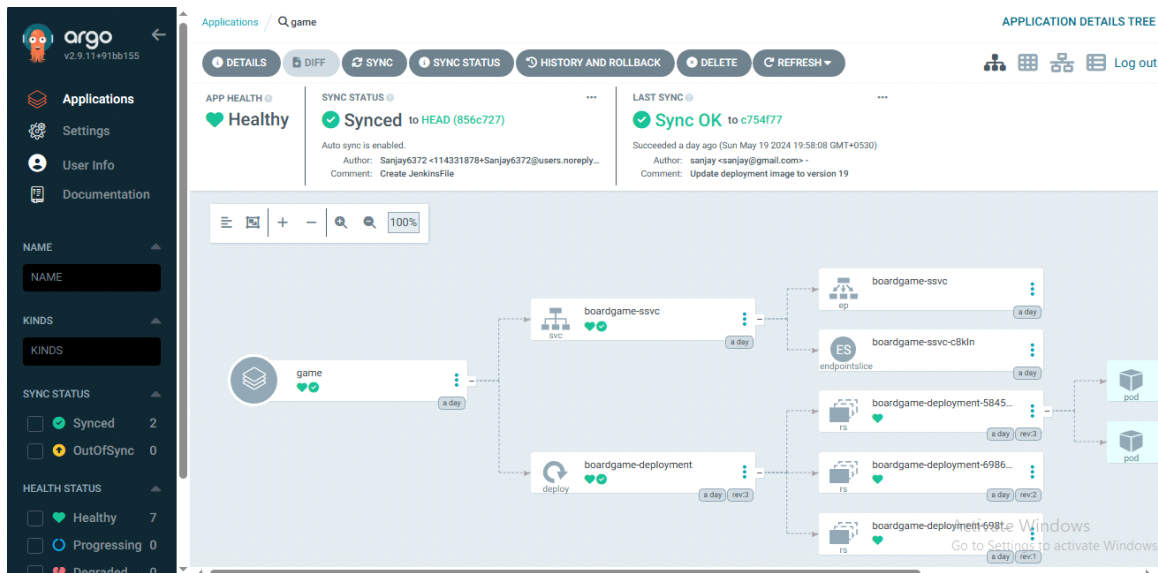 argo
v2.9.11+91bb155
Applications
Settings
User Info
Documentation
NAME
NAME
KINDS
KINDS
SYNC STATUS
Synced 2
OutOfSync 0
HEALTH STATUS
Healthy 7
Progressing 0
Degraded 0
Applications / game
APPLICATION DETAILS TREE
DETAILS DIFF SYNC SYNC STATUS HISTORY AND ROLLBACK DELETE REFRESH Log out
APP HEALTH
Healthy
SYNC STATUS
Synced to HEAD (856c727)
Auto sync is enabled.
Author: Sanjay6372 <114331878+Sanjay6372@users.noreply...
Comment: Create JenkinsFile
LAST SYNC
Sync OK to c754f77
Succeeded a day ago (Sun May 19 2024 19:58:08 GMT+0530)
Author: sanjay <sanjay@gmail.com> -
Comment: Update deployment image to version 19
100%
game
a day
boardgame-ssvc
svc
a day
boardgame-deployment
deploy
a day rev:3
boardgame-ssvc
ep
a day
ES
boardgame-ssvc-c8kln
endpointslice
a day
boardgame-deployment-5845...
rs
a day rev:3
boardgame-deployment-6986...
rs
a day rev:2
boardgame-deployment-698f...
rs
a day rev:1
pod
pod
Activate Windows
Go to Settings to activate Windows